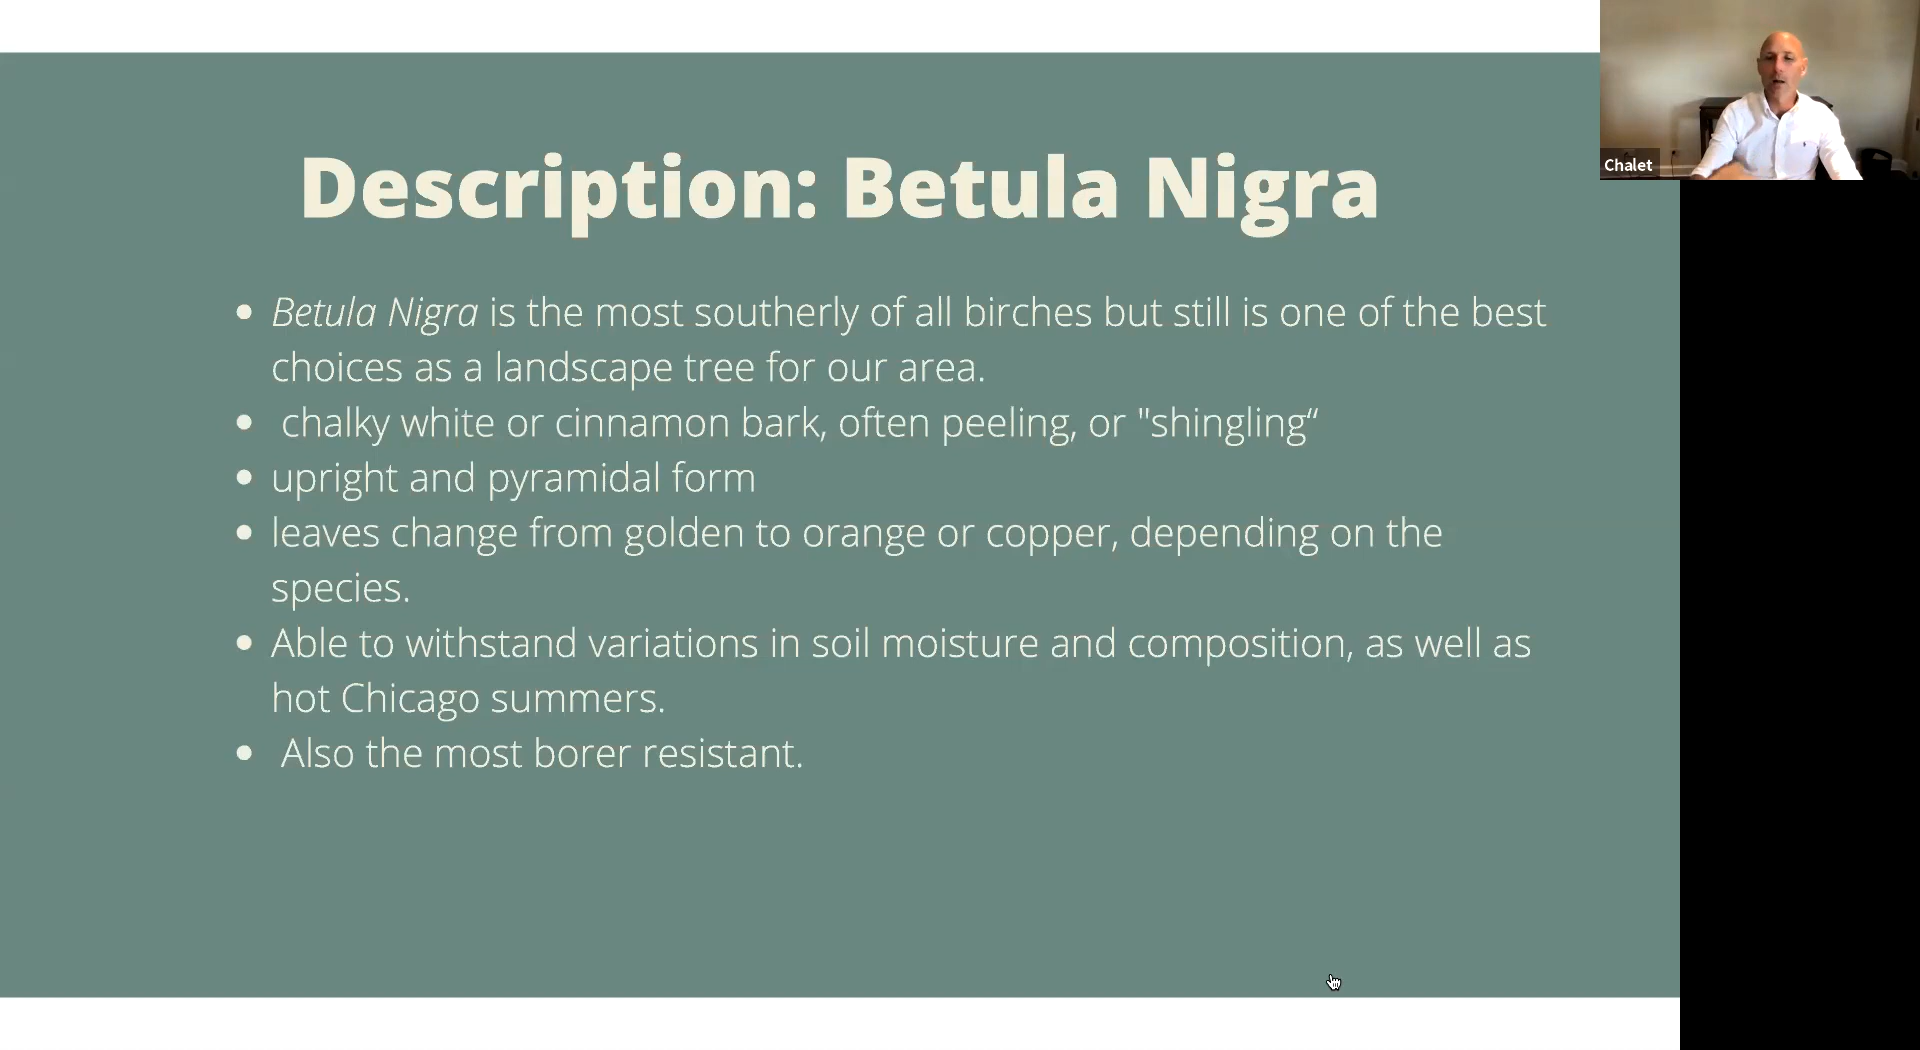 Description: Betula Nigra
• Betula Nigra is the most southerly of all birches but still is one of the best
choices as a landscape tree for our area.
• chalky white or cinnamon bark, often peeling, or "shingling“
• upright and pyramidal form
• leaves change from golden to orange or copper, depending on the
species.
• Able to withstand variations in soil moisture and composition, as well as
hot Chicago summers.
• Also the most borer resistant.
Chalet